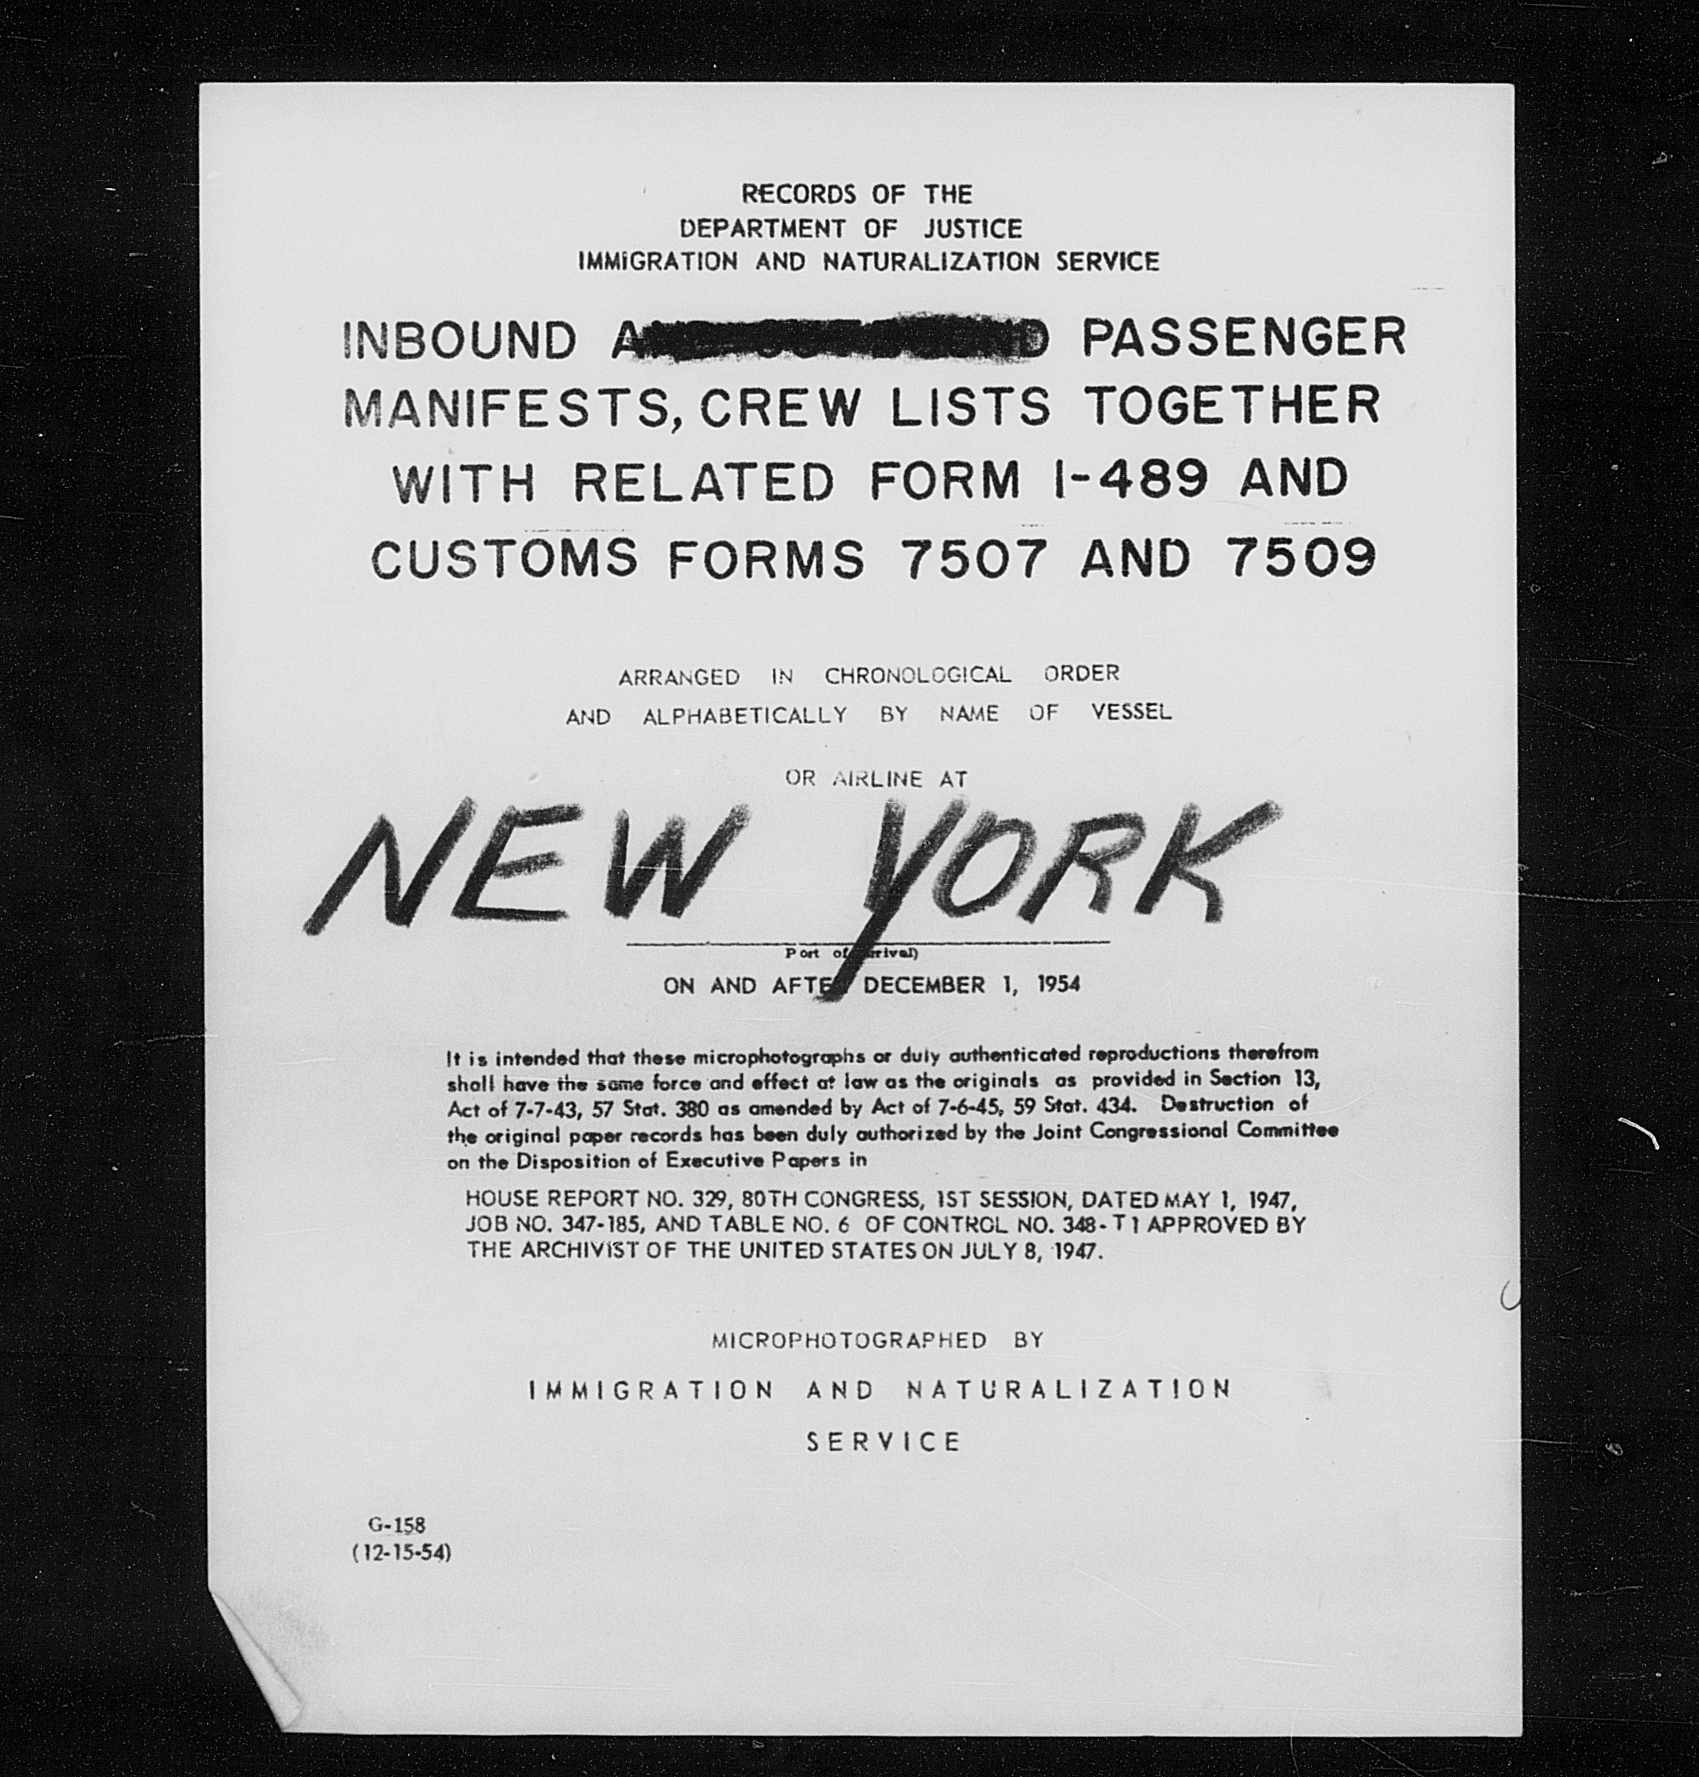 RECORDS OF THE
DEPARTMENT OF JUSTICE
IMMIGRATION AND NATURALIZATION SERVICE
INBOUND PASSENGER
MANIFESTS, CREW LISTS TOGETHER
WITH RELATED FORM I-489 AND
CUSTOMS FORMS 7507 AND 7509
ARRANGED IN CHRONOLOGICAL ORDER
AND ALPHABETICALLY BY NAME OF VESSEL
OR AIRLINE AT
NEW YORK
Port of
ON AND AFTER DECEMBER 1, 1954
It is intended that these microphotographs or duly authenticated reproductions therefrom
shall have the same force and effect at law as the originals as provided in Section 13,
Act of 7-7-43, 57 Stat. 380 as amended by Act of 7-6-45, 59 Stat. 434. Destruction of
the original paper records has been duly authorized by the Joint Congressional Committee
on the Disposition of Executive Papers in
HOUSE REPORT NO. 329, 80TH CONGRESS, 1ST SESSION, DATED MAY 1, 1947,
JOB NO. 347-185, AND TABLE NO. 6 OF CONTROL NO. 348-T1 APPROVED BY
THE ARCHIVIST OF THE UNITED STATES ON JULY 8, 1947.
MICROPHOTOGRAPHED BY
IMMIGRATION AND NATURALIZATION
SERVICE
G-158
(12-15-54)